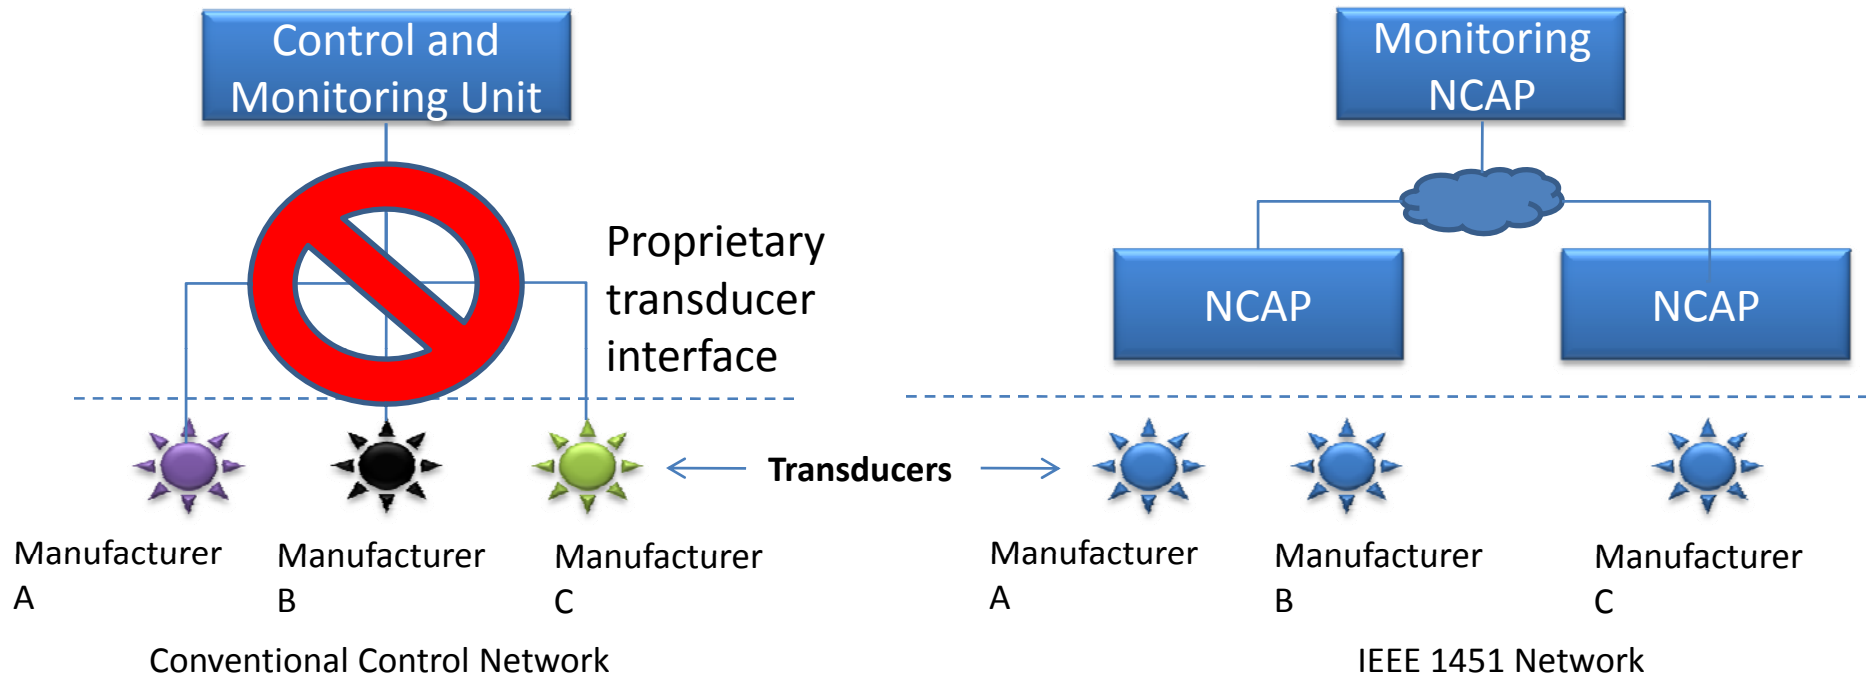 Control and
Monitoring Unit
Monitoring
NCAP
Proprietary
transducer
interface
NCAP
NCAP
Transducers
Manufacturer
A
Manufacturer
B
Manufacturer
C
Manufacturer
A
Manufacturer
B
Manufacturer
C
Conventional Control Network
IEEE 1451 Network